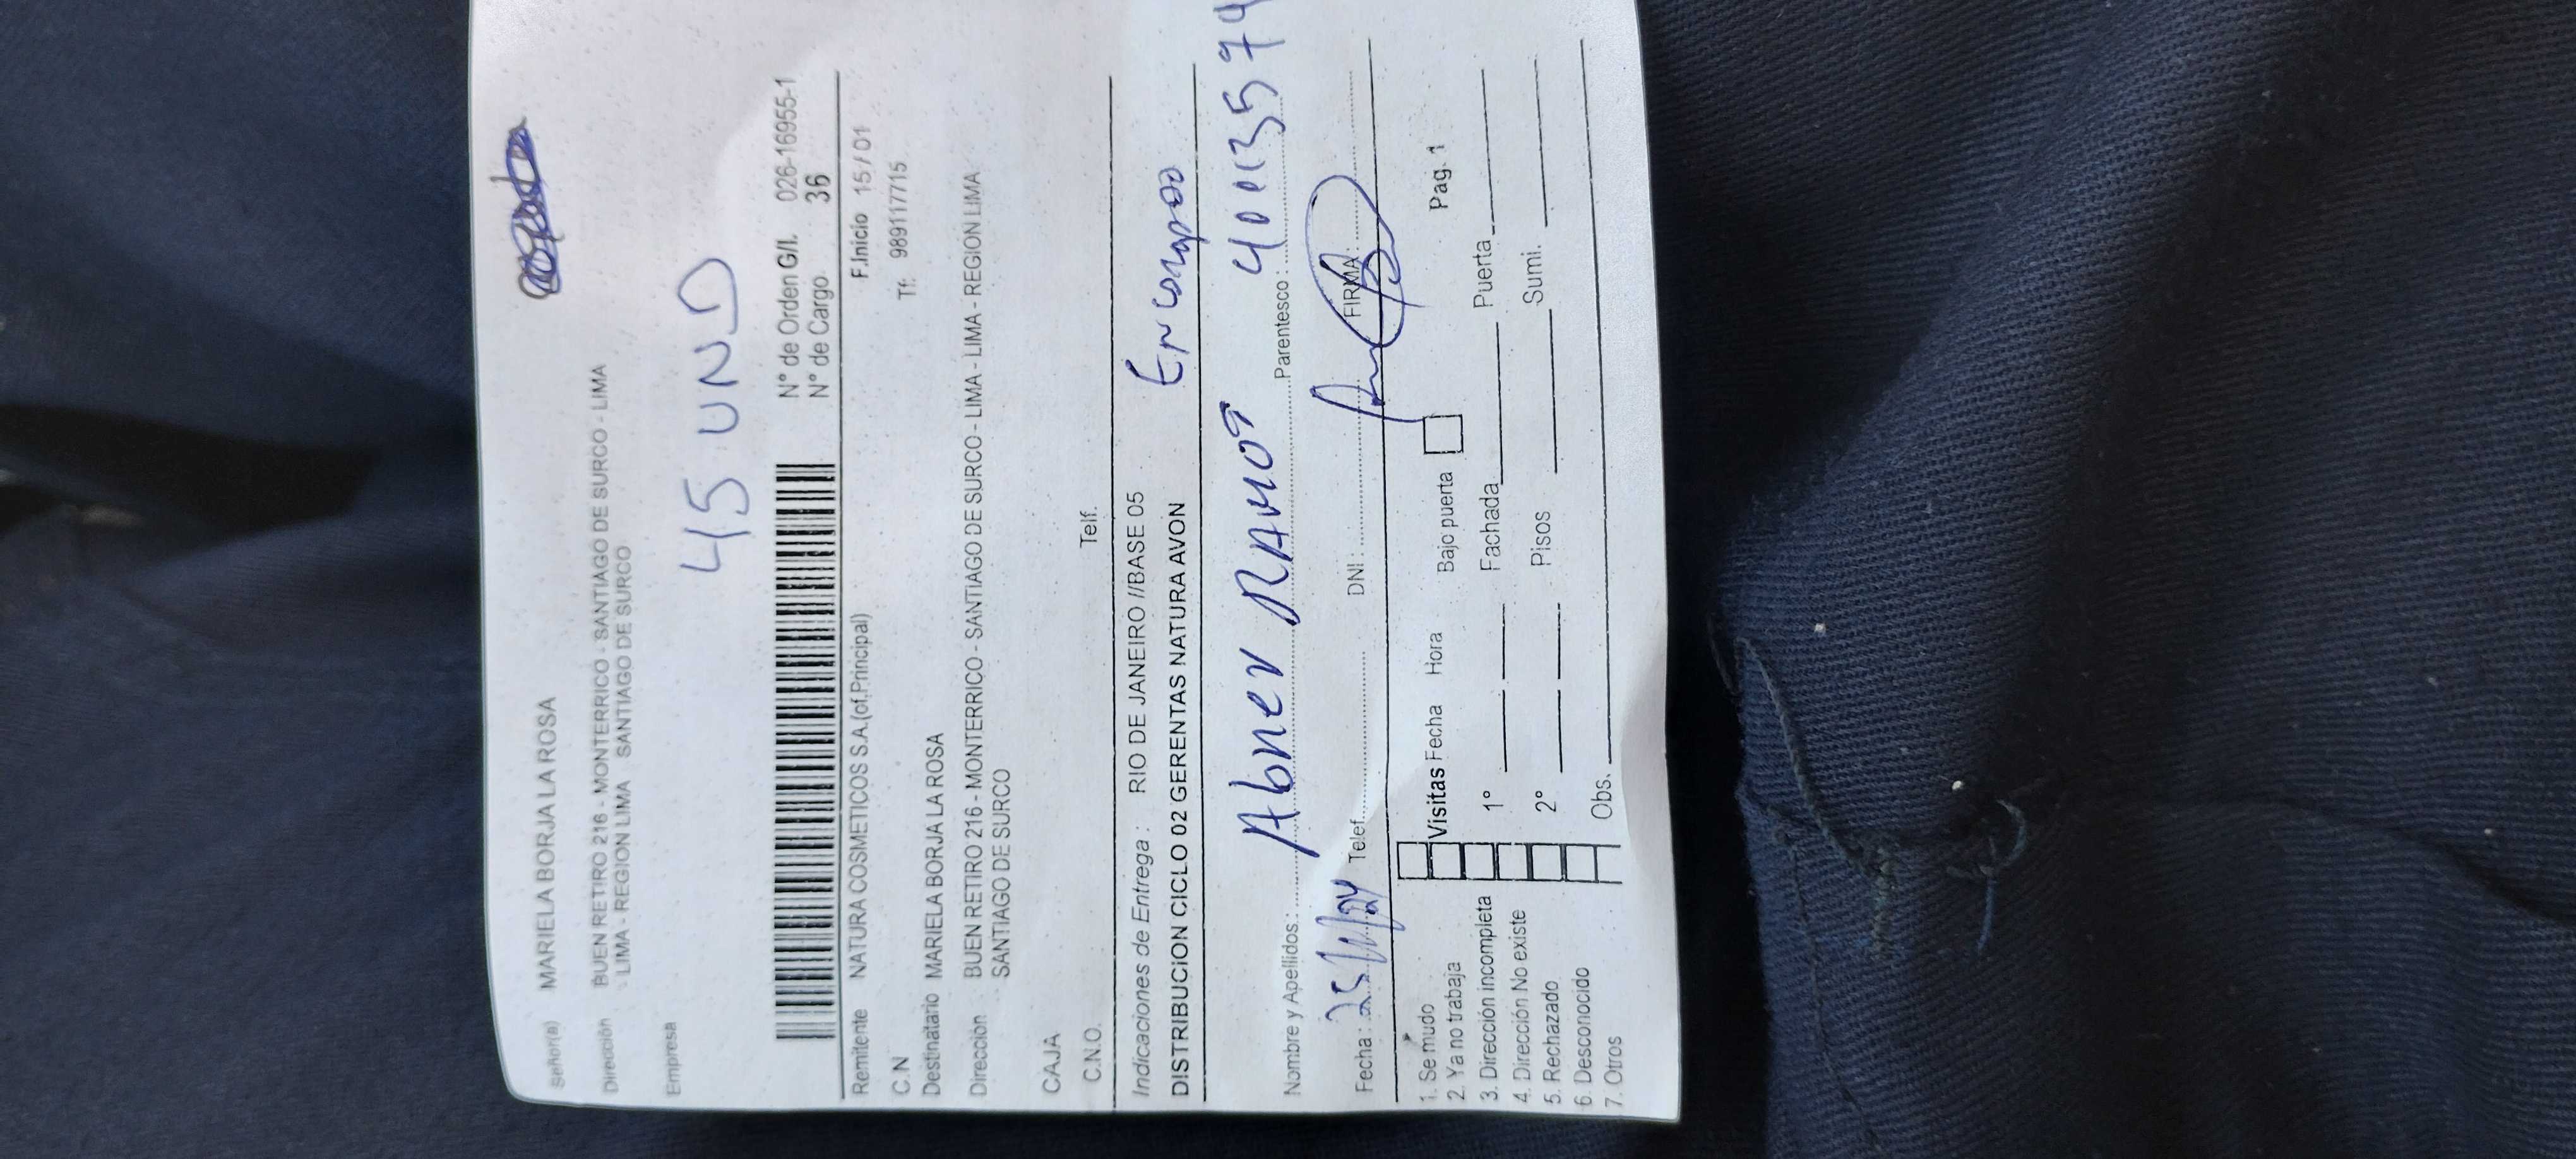 Señor(a) MARIELA BORJA LA ROSA
Dirección BUEN RETIRO 216 - MONTERRICO - SANTIAGO DE SURCO - LIMA
- LIMA - REGION LIMA SANTIAGO DE SURCO
Empresa
45 UND
N° de Orden G/I. 026-16955-1
N° de Cargo 36
Remitente NATURA COSMETICOS S.A.(of.Principal) F.Inicio 15/01
C.N Tf: 989117715
Destinatario MARIELA BORJA LA ROSA
Dirección BUEN RETIRO 216 - MONTERRICO - SANTIAGO DE SURCO - LIMA - LIMA - REGION LIMA
SANTIAGO DE SURCO
CAJA
C.N.O. Telf.
Indicaciones de Entrega : RIO DE JANEIRO //BASE 05
DISTRIBUCION CICLO 02 GERENTAS NATURA AVON
Nombre y Apellidos: Abner RAMOS Parentesco :
Fecha : Telef. DNI : FIRMA:
1. Se mudo Visitas Fecha Hora Bajo puerta Pag. 1
2. Ya no trabaja
3. Dirección incompleta 1° Fachada Puerta
4. Dirección No existe
5. Rechazado 2° Pisos Sumi.
6. Desconocido
7. Otros Obs.